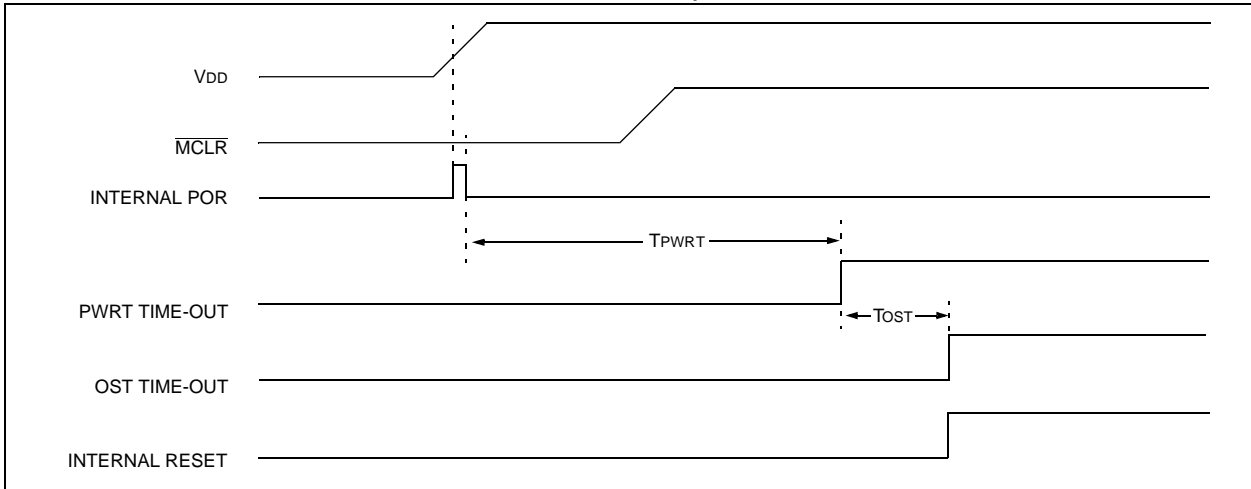 VDD
MCLR
INTERNAL POR
TPWRT
PWRT TIME-OUT
TOST
OST TIME-OUT
INTERNAL RESET